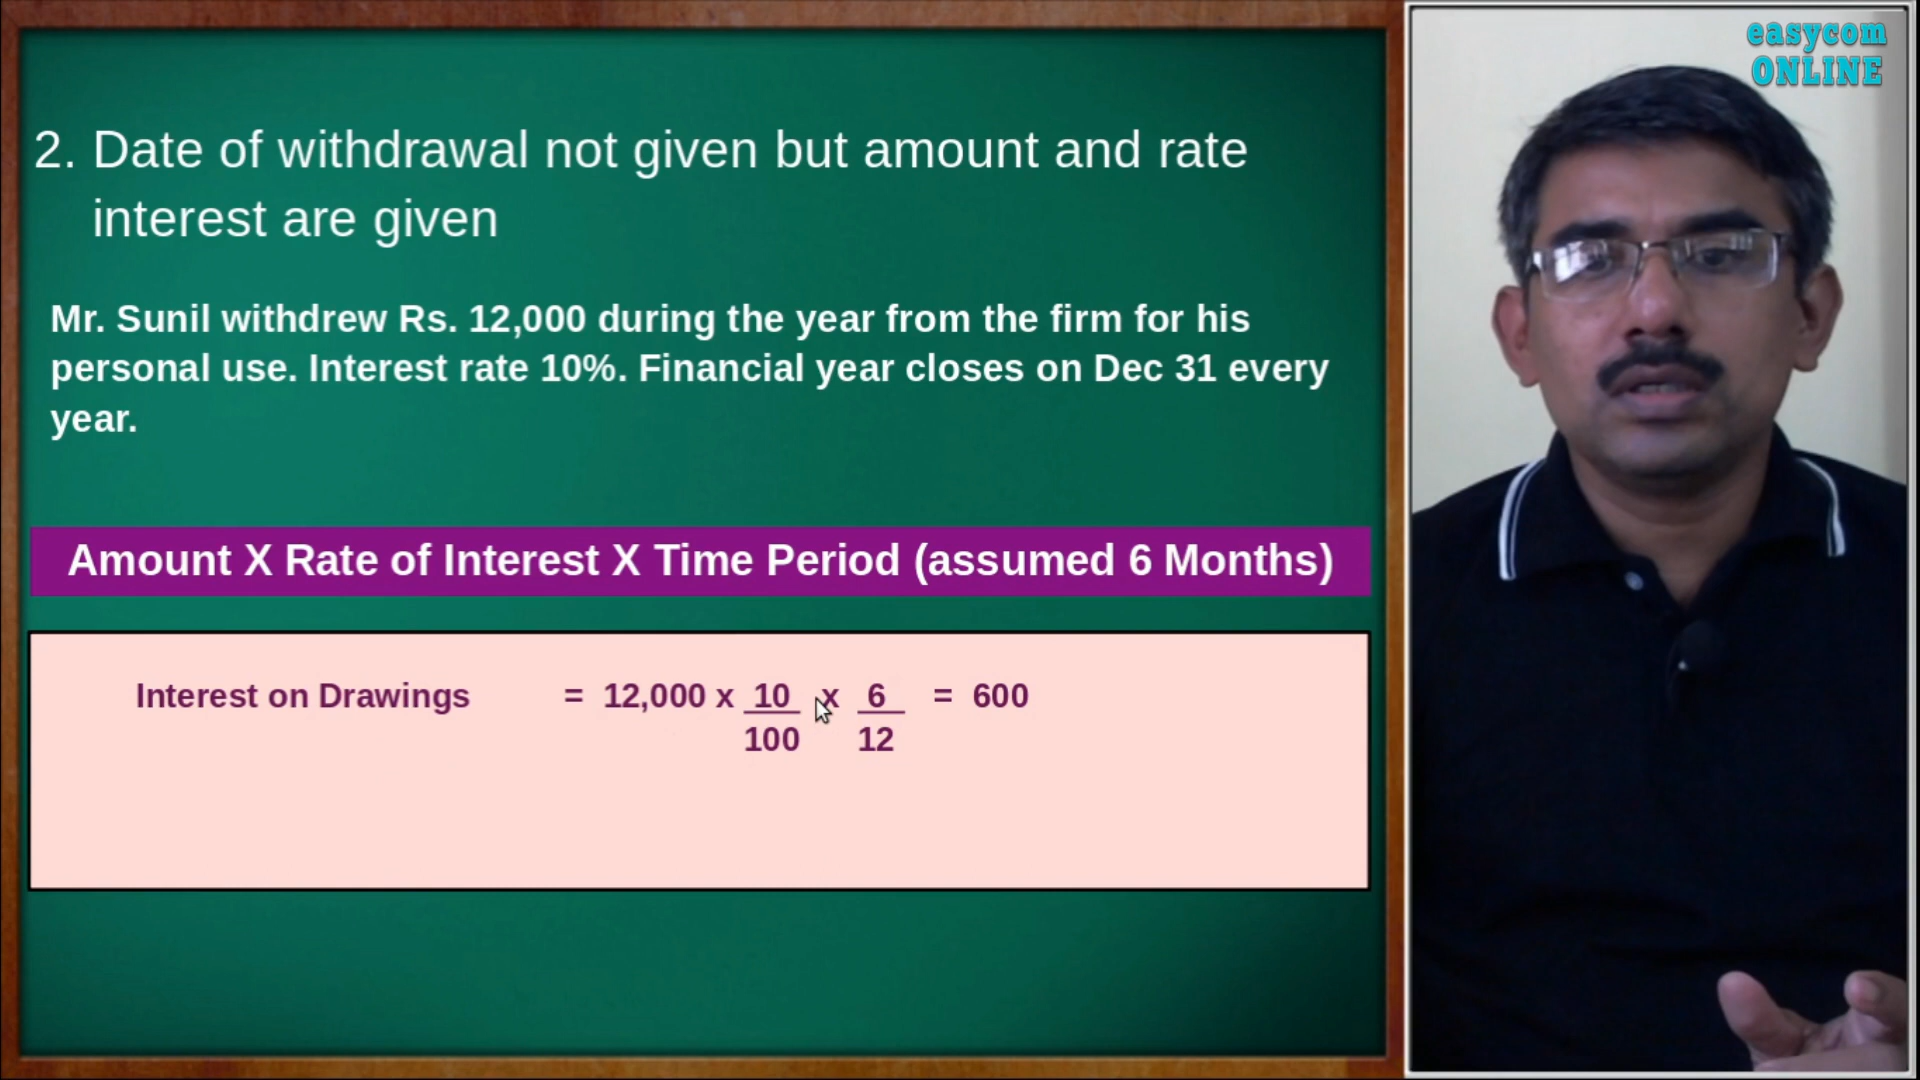 easycom
ONLINE
2. Date of withdrawal not given but amount and rate
interest are given
Mr. Sunil withdrew Rs. 12,000 during the year from the firm for his
personal use. Interest rate 10%. Financial year closes on Dec 31 every
year.
Amount X Rate of Interest X Time Period (assumed 6 Months)
Interest on Drawings = 12,000 x 10 x 6 = 600
100 12